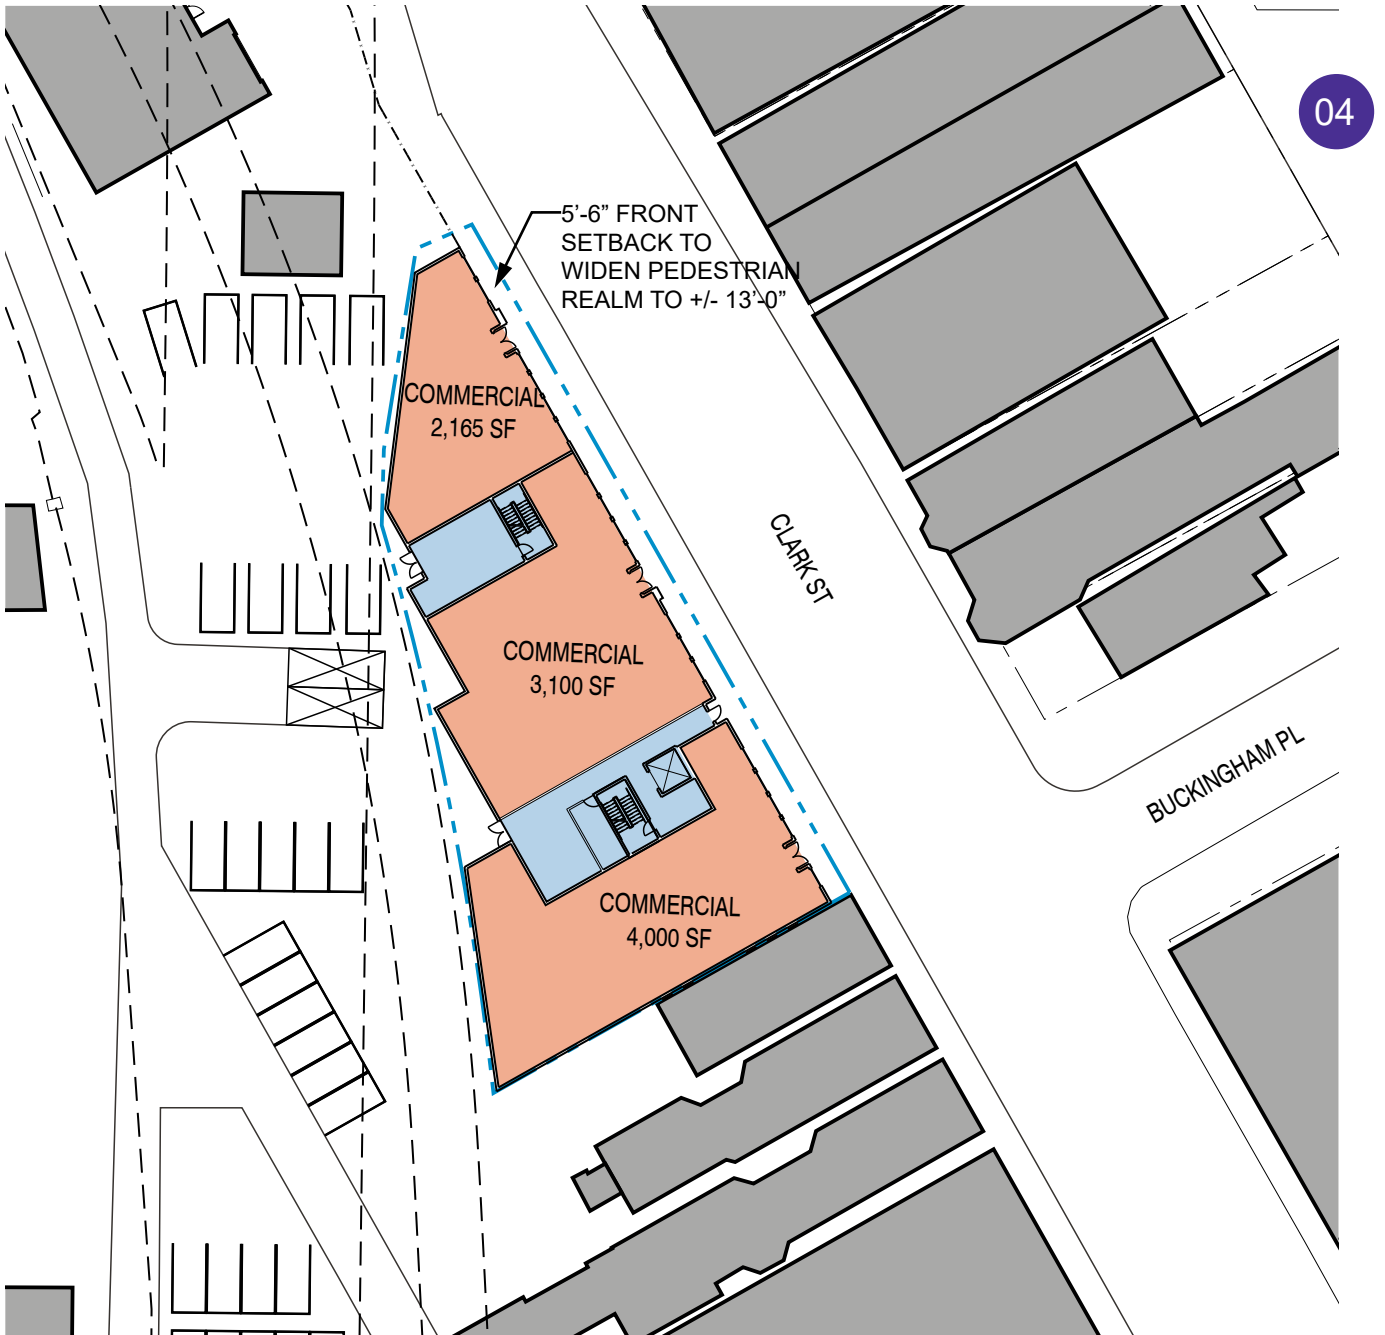 04
5’-6” FRONT
SETBACK TO
WIDEN PEDESTRIAN
REALM TO +/- 13’-0”
COMMERCIAL
2,165 SF
CLARK ST
COMMERCIAL
3,100 SF
BUCKINGHAM PL
COMMERCIAL
4,000 SF